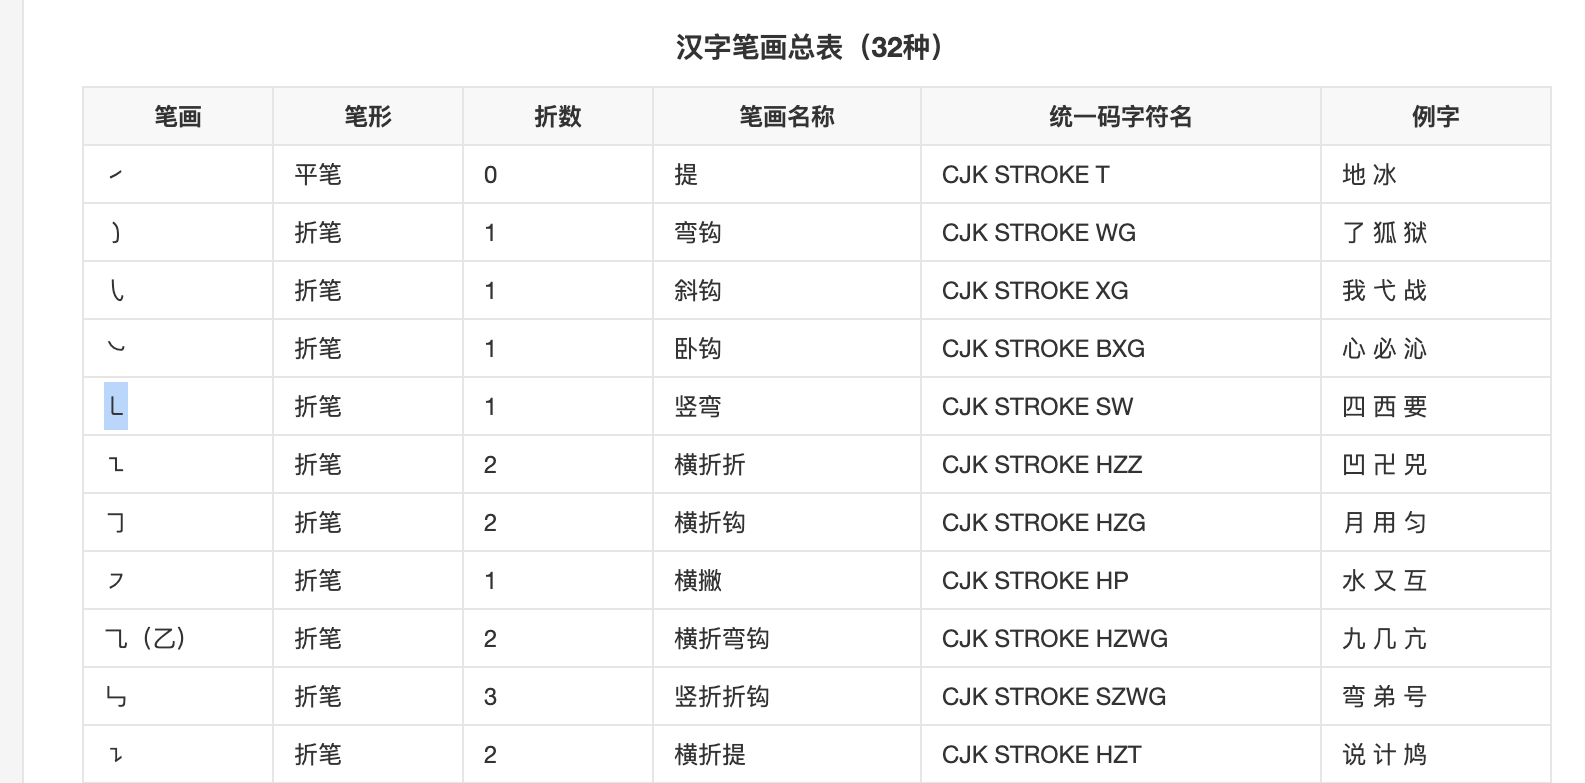 汉字笔画总表（32种）
笔画 笔形 折数 笔画名称 统一码字符名 例字
㇀ 平笔 0 提 CJK STROKE T 地 冰
㇁ 折笔 1 弯钩 CJK STROKE WG 了 狐 狱
㇂ 折笔 1 斜钩 CJK STROKE XG 我 弋 战
㇃ 折笔 1 卧钩 CJK STROKE BXG 心 必 沁
㇄ 折笔 1 竖弯 CJK STROKE SW 四 西 要
㇅ 折笔 2 横折折 CJK STROKE HZZ 凹 卍 兕
㇆ 折笔 2 横折钩 CJK STROKE HZG 月 用 匀
㇇ 折笔 1 横撇 CJK STROKE HP 水 又 互
㇈（乙） 折笔 2 横折弯钩 CJK STROKE HZWG 九 几 亢
㇉ 折笔 3 竖折折钩 CJK STROKE SZWG 弯 弟 号
㇊ 折笔 2 横折提 CJK STROKE HZT 说 计 鸠